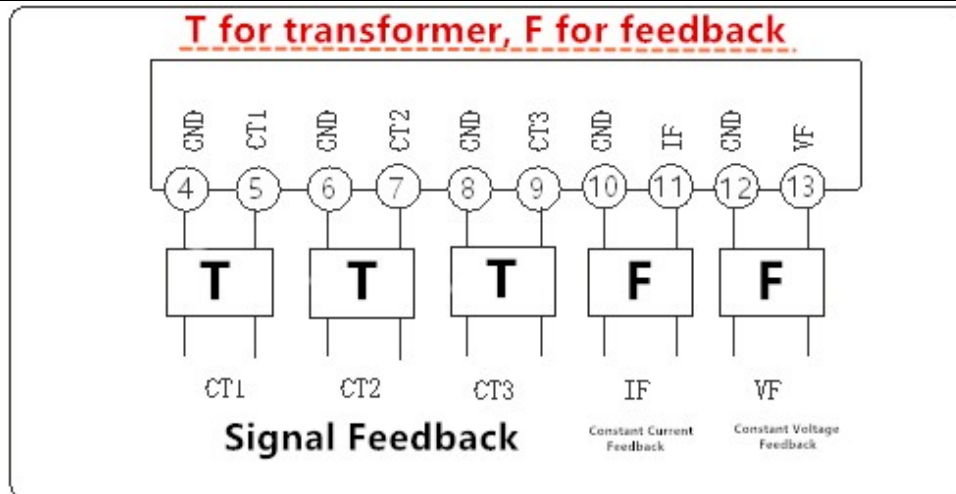 T for transformer, F for feedback
GND CT1 GND CT2 GND CT3 GND IF GND VF
4 5 6 7 8 9 10 11 12 13
T T T F F
CT1 CT2 CT3 IF VF
Signal Feedback
Constant Current
Feedback
Constant Voltage
Feedback